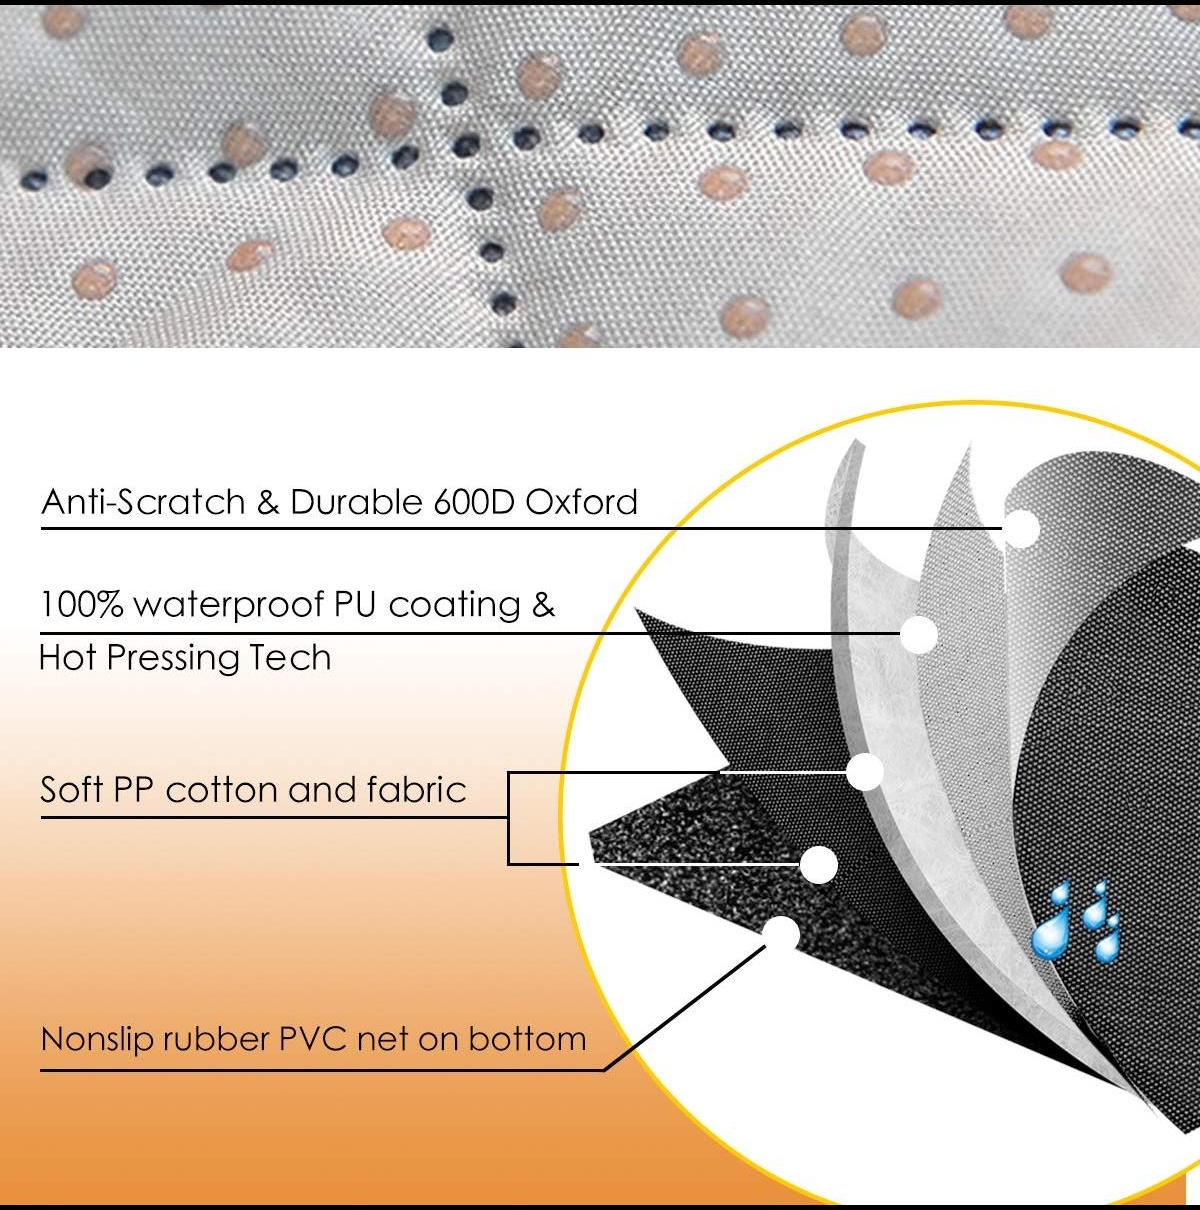 Anti-Scratch & Durable 600D Oxford
100% waterproof PU coating &
Hot Pressing Tech
Soft PP cotton and fabric
Nonslip rubber PVC net on bottom